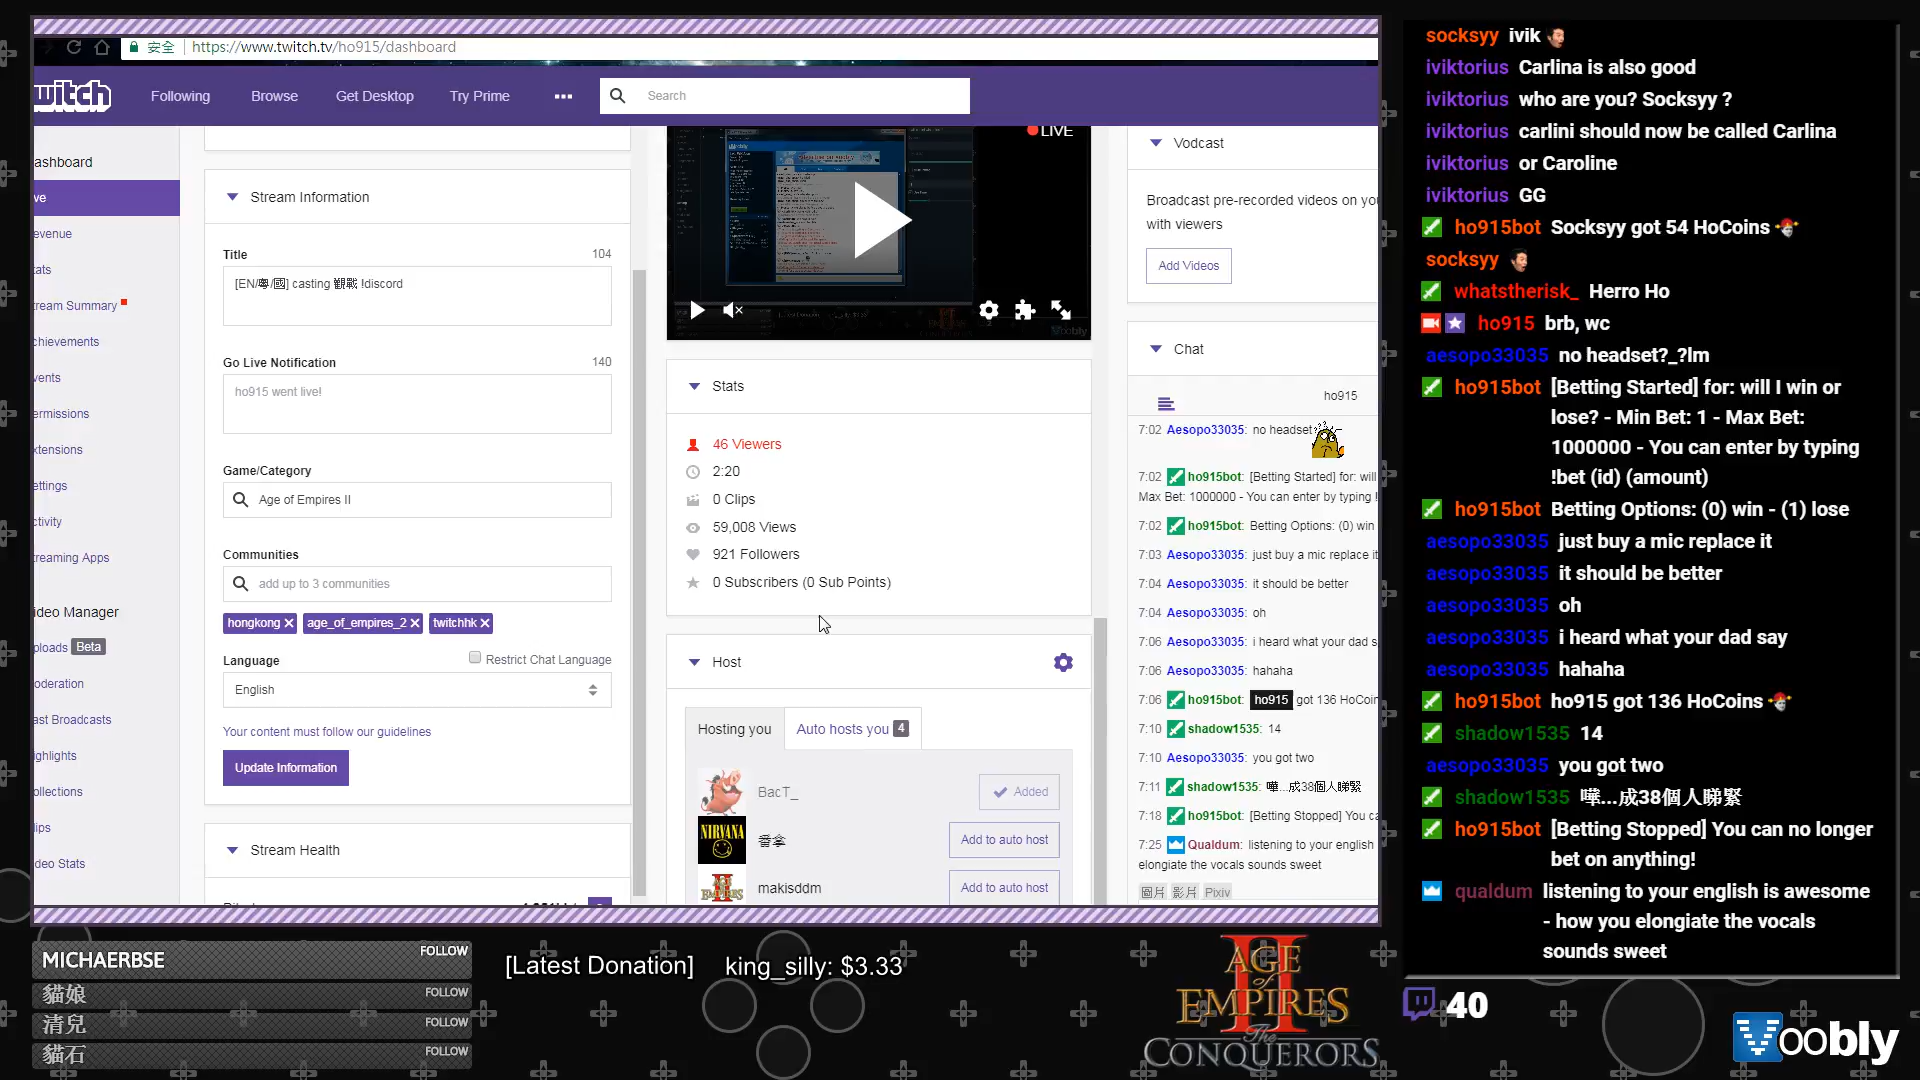 安全 https://www.twitch.tv/ho915/dashboard
witch Following Browse Get Desktop Try Prime Search
ashboard
ve
evenue
tats
tream Summary
chievements
vents
ermissions
xtensions
ettings
ctivity
treaming Apps
ideo Manager
ploads Beta
oderation
ast Broadcasts
ighlights
ollections
lips
deo Stats
Stream Information
Title 104
[EN/粵/國] casting 觀戰 !discord
Go Live Notification 140
ho915 went live!
Game/Category
Age of Empires II
Communities
add up to 3 communities
hongkong age_of_empires_2 twitchhk
Language Restrict Chat Language
English
Your content must follow our guidelines
Update Information
Stream Health
LIVE
Stats
46 Viewers
2:20
0 Clips
59,008 Views
921 Followers
0 Subscribers (0 Sub Points)
Host
Hosting you Auto hosts you 4
BacT_ Added
NIRVANA 番拿 Add to auto host
makisddm Add to auto host
Vodcast
Broadcast pre-recorded videos on you
with viewers
Add Videos
Chat
ho915
7:02 Aesopo33035: no headset
7:02 ho915bot: [Betting Started] for: will
Max Bet: 1000000 - You can enter by typing !
7:02 ho915bot: Betting Options: (0) win
7:03 Aesopo33035: just buy a mic replace it
7:04 Aesopo33035: it should be better
7:04 Aesopo33035: oh
7:06 Aesopo33035: i heard what your dad s
7:06 Aesopo33035: hahaha
7:06 ho915bot: ho915 got 136 HoCoin
7:10 shadow1535: 14
7:10 Aesopo33035: you got two
7:11 shadow1535: 嘩...成38個人睇緊
7:18 ho915bot: [Betting Stopped] You ca
7:25 Qualdum: listening to your english
elongiate the vocals sounds sweet
圖片 影片 Pixiv
socksyy ivik
iviktorius Carlina is also good
iviktorius who are you? Socksyy ?
iviktorius carlini should now be called Carlina
iviktorius or Caroline
iviktorius GG
ho915bot Socksyy got 54 HoCoins
socksyy
whatstherisk_ Herro Ho
ho915 brb, wc
aesopo33035 no headset?_?lm
ho915bot [Betting Started] for: will I win or
lose? - Min Bet: 1 - Max Bet:
1000000 - You can enter by typing
!bet (id) (amount)
ho915bot Betting Options: (0) win - (1) lose
aesopo33035 just buy a mic replace it
aesopo33035 it should be better
aesopo33035 oh
aesopo33035 i heard what your dad say
aesopo33035 hahaha
ho915bot ho915 got 136 HoCoins
shadow1535 14
aesopo33035 you got two
shadow1535 嘩...成38個人睇緊
ho915bot [Betting Stopped] You can no longer
bet on anything!
qualdum listening to your english is awesome
- how you elongiate the vocals
sounds sweet
MICHAERBSE FOLLOW
貓娘 FOLLOW
清兒 FOLLOW
貓石 FOLLOW
[Latest Donation] king_silly: $3.33
AGE
of
EMPIRES
II
The
CONQUERORS
40
Voobly